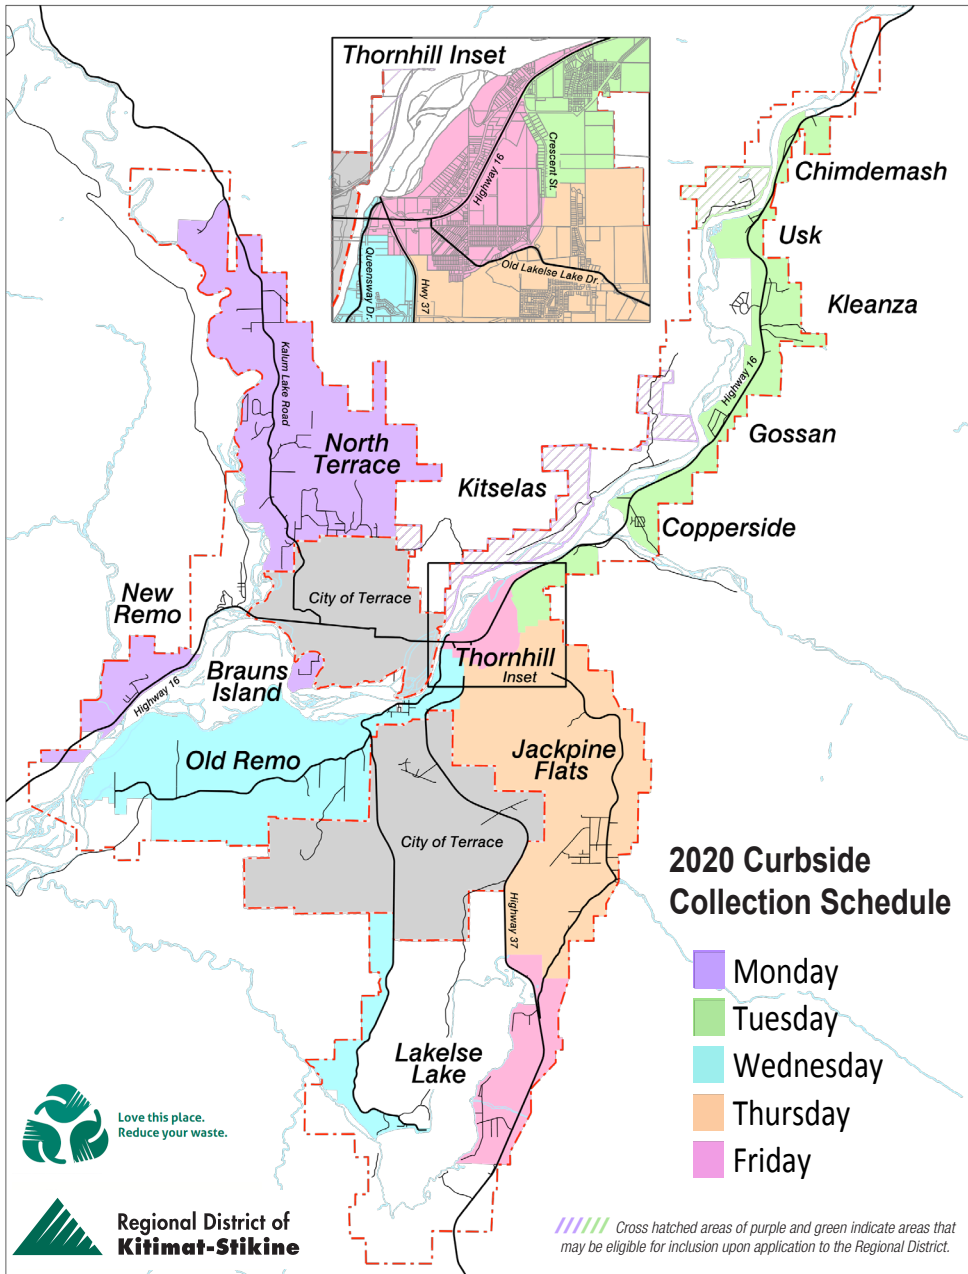 Thornhill Inset
Highway 16
Crescent St.
Queensway Dr.
Hwy 37
Old Lakelse Lake Dr.
Chimdemash
Usk
Kleanza
Highway 16
Gossan
Copperside
Kalum Lake Road
North
Terrace
Kitselas
City of Terrace
New
Remo
Highway 16
Brauns
Island
Thornhill
Inset
Old Remo
Jackpine
Flats
City of Terrace
Highway 37
Lakelse
Lake
2020 Curbside
Collection Schedule
Monday
Tuesday
Wednesday
Thursday
Friday
Love this place.
Reduce your waste.
Regional District of
Kitimat-Stikine
Cross hatched areas of purple and green indicate areas that
may be eligible for inclusion upon application to the Regional District.